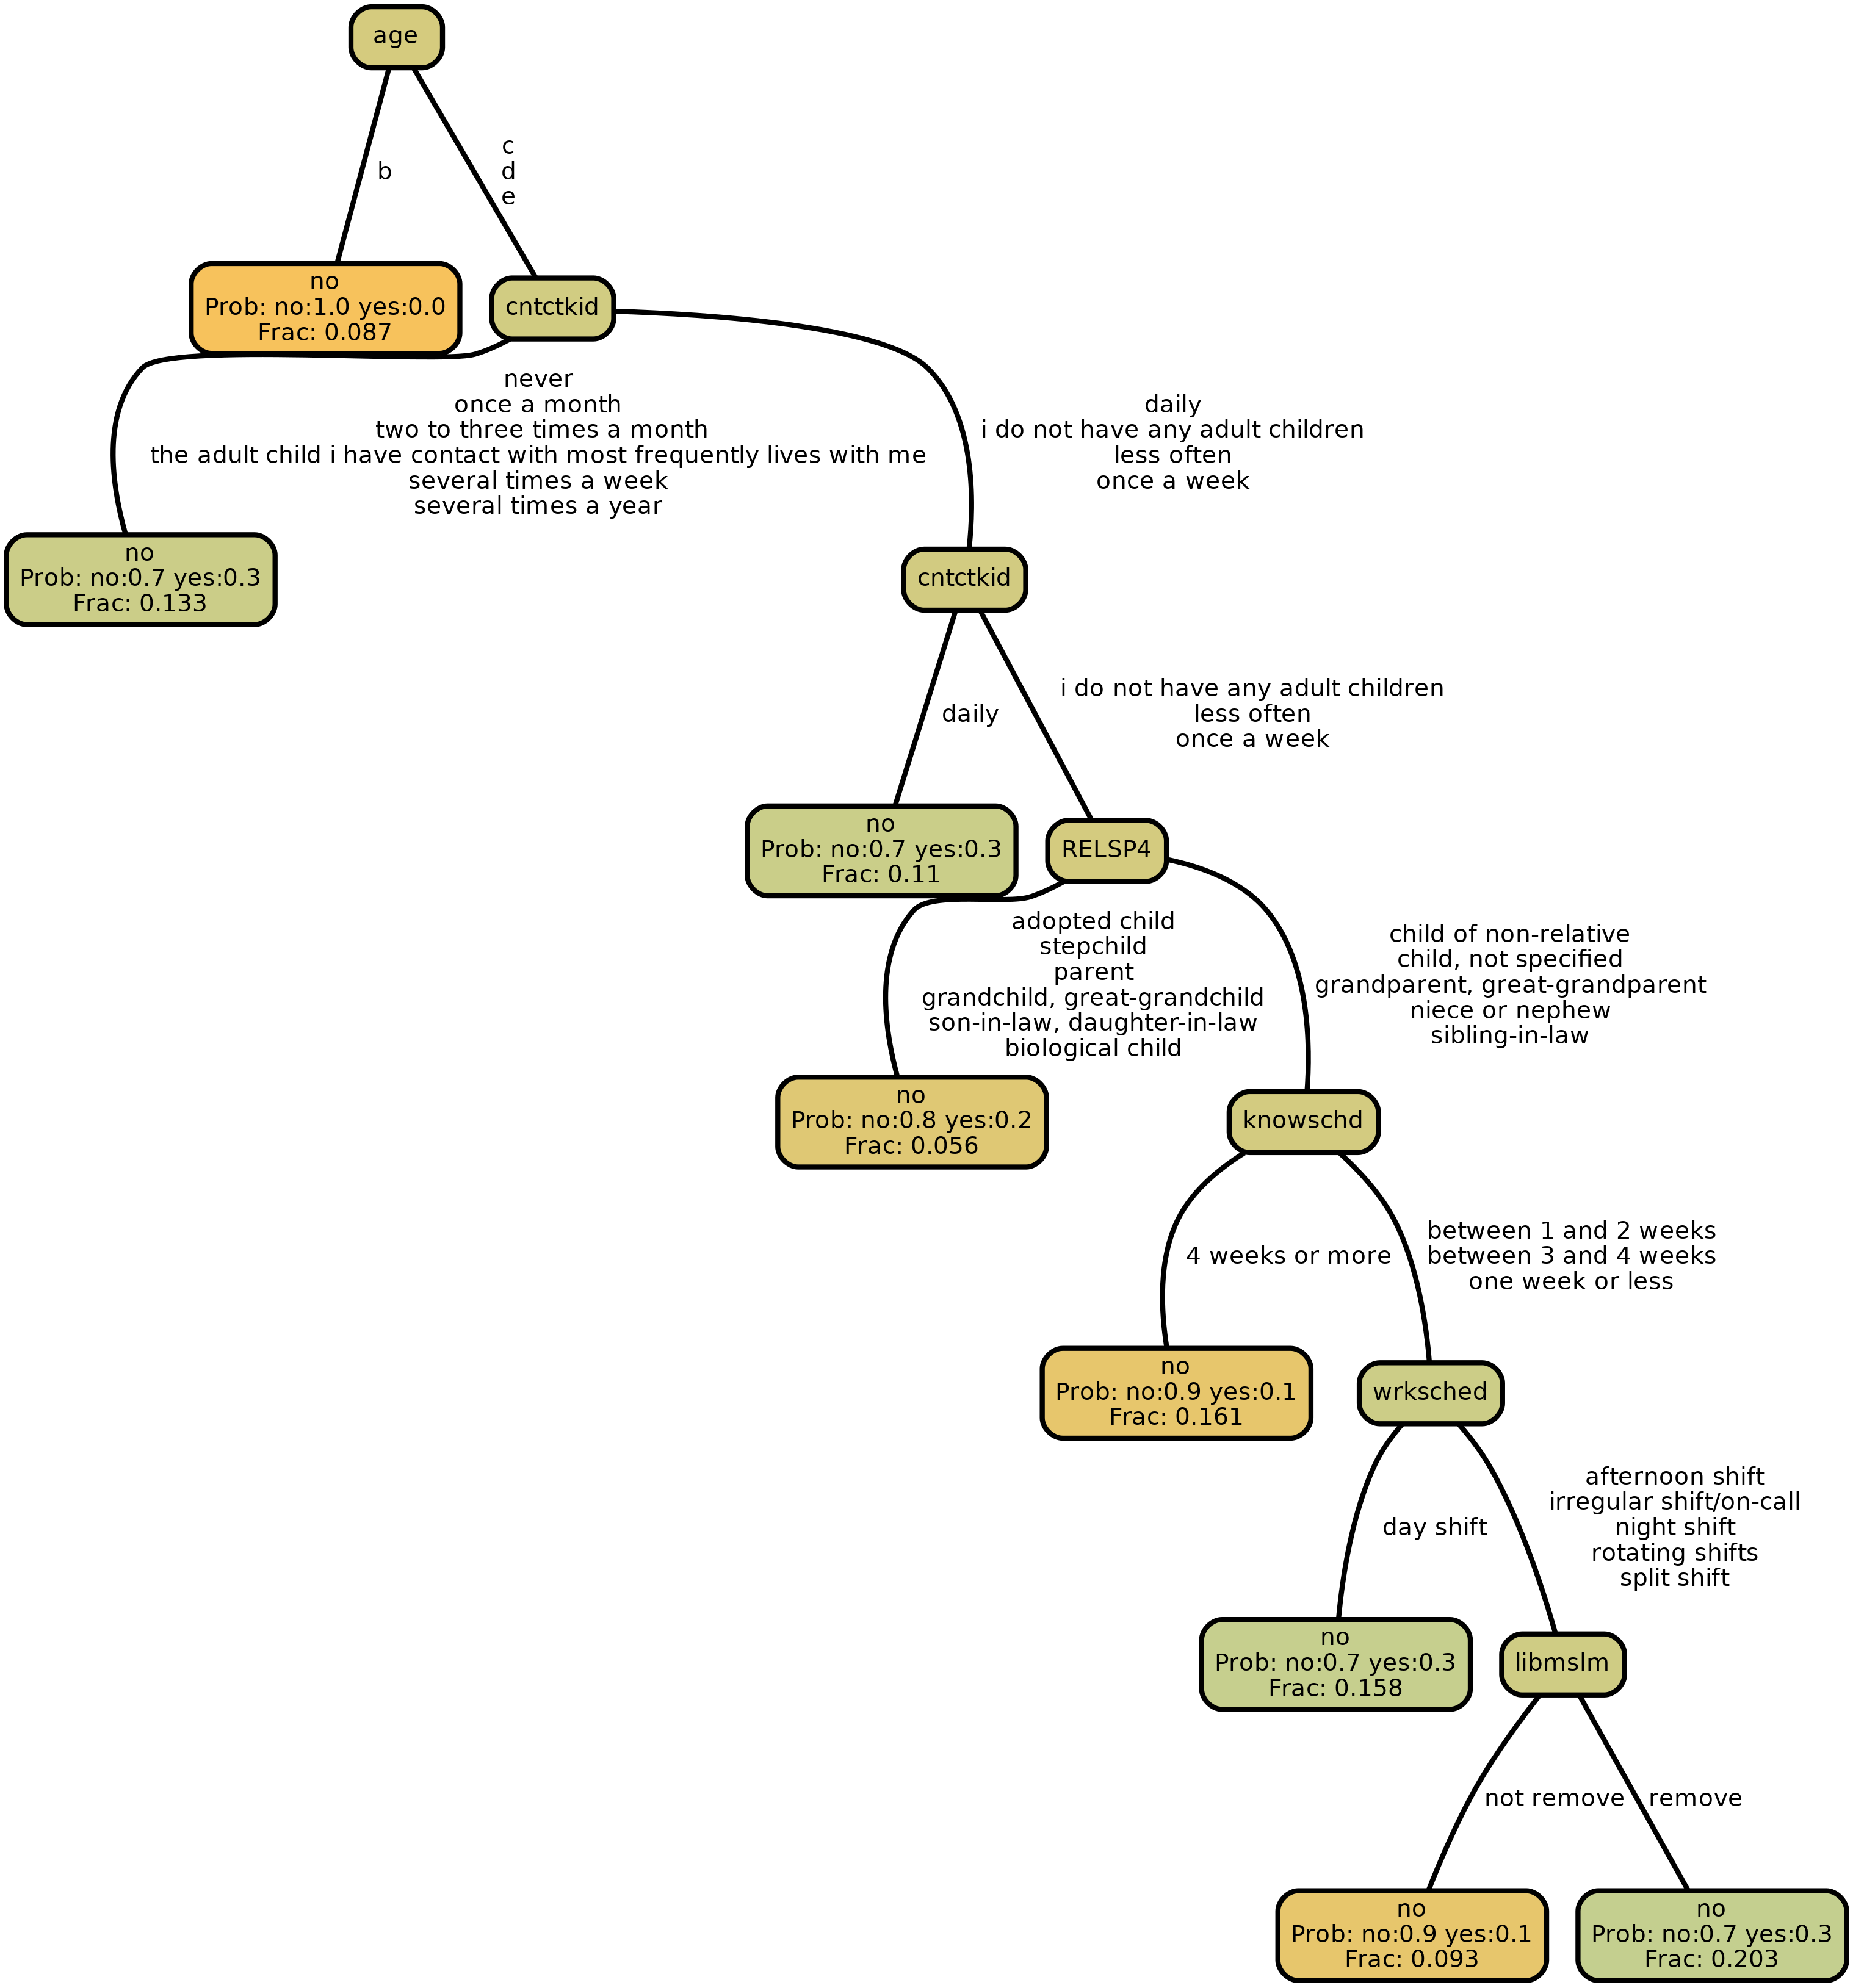 age
b
c
d
e
no
Prob: no:1.0 yes:0.0
Frac: 0.087
cntctkid
never
once a month
two to three times a month
the adult child i have contact with most frequently lives with me
several times a week
several times a year
daily
i do not have any adult children
less often
once a week
no
Prob: no:0.7 yes:0.3
Frac: 0.133
cntctkid
daily
i do not have any adult children
less often
once a week
no
Prob: no:0.7 yes:0.3
Frac: 0.11
RELSP4
adopted child
stepchild
parent
grandchild, great-grandchild
son-in-law, daughter-in-law
biological child
child of non-relative
child, not specified
grandparent, great-grandparent
niece or nephew
sibling-in-law
no
Prob: no:0.8 yes:0.2
Frac: 0.056
knowschd
4 weeks or more
between 1 and 2 weeks
between 3 and 4 weeks
one week or less
no
Prob: no:0.9 yes:0.1
Frac: 0.161
wrksched
day shift
afternoon shift
irregular shift/on-call
night shift
rotating shifts
split shift
no
Prob: no:0.7 yes:0.3
Frac: 0.158
libmslm
not remove
remove
no
Prob: no:0.9 yes:0.1
Frac: 0.093
no
Prob: no:0.7 yes:0.3
Frac: 0.203